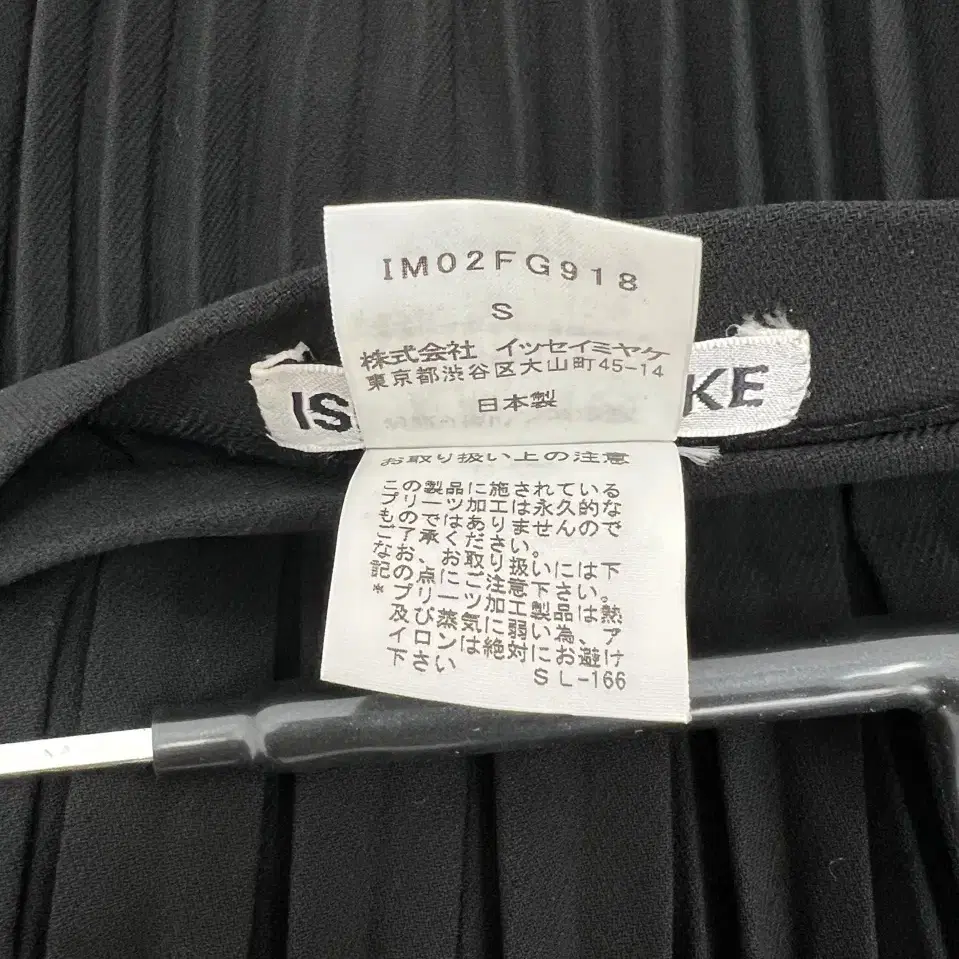 IM02FG918
S
株式会社 イッセイミヤケ
東京都渋谷区大山町45-14
日本製
IS KE
お取り扱い上の注意
この製品に施されている
プリーツ加工は永久的な
ものではありませんので
ご了承ください。
なお、お取り扱いには下
記の点にご注意下さい。
*プリーツ加工製品は熱
及び蒸気に弱い為、ア
イロンは絶対にお避け
下さい
SL-166